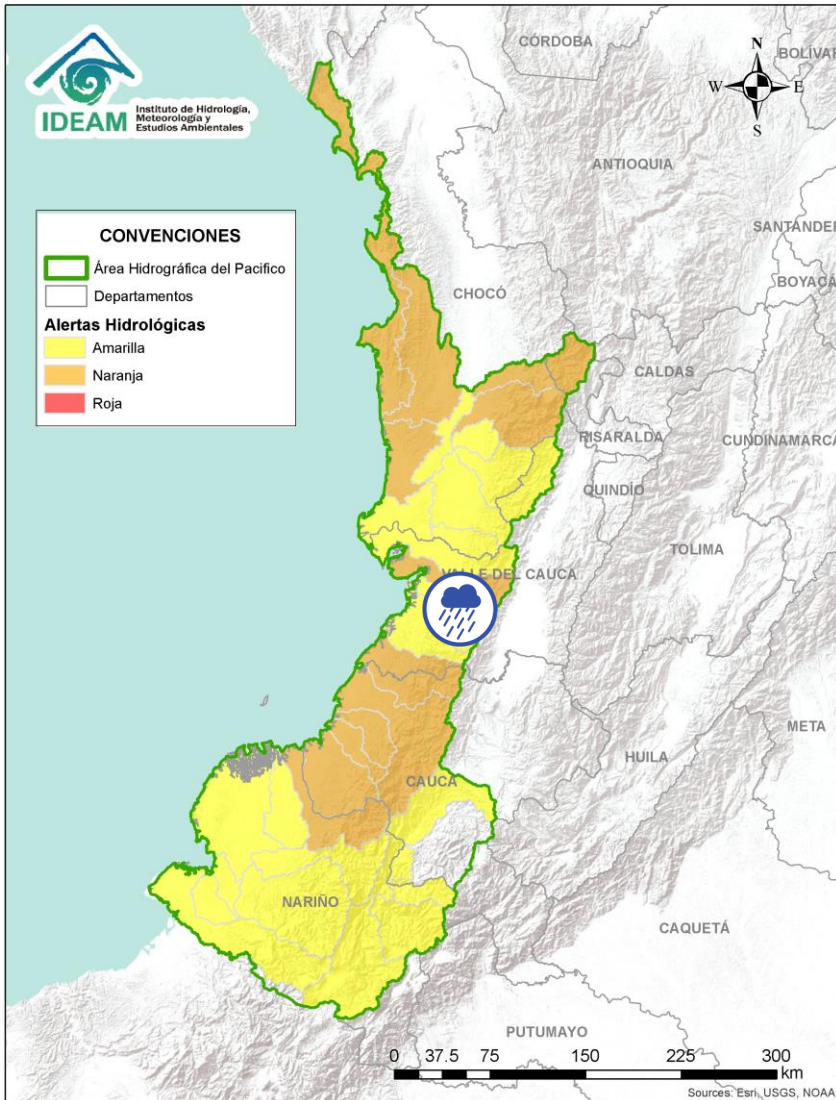 IDEAM
Instituto de Hidrología,
Meteorología y
Estudios Ambientales
CÓRDOBA
BOLÍVAR
N
W
E
S
ANTIOQUIA
SANTANDER
BOYACÁ
CONVENCIONES
Área Hidrográfica del Pacifico
Departamentos
Alertas Hidrológicas
Amarilla
Naranja
Roja
CHOCÓ
CALDAS
RISARALDA
CUNDINAMARCA
QUINDÍO
TOLIMA
VALLE DEL CAUCA
META
HUILA
CAUCA
NARIÑO
CAQUETÁ
PUTUMAYO
0 37.5 75 150 225 300
km
Sources: Esri, USGS, NOAA